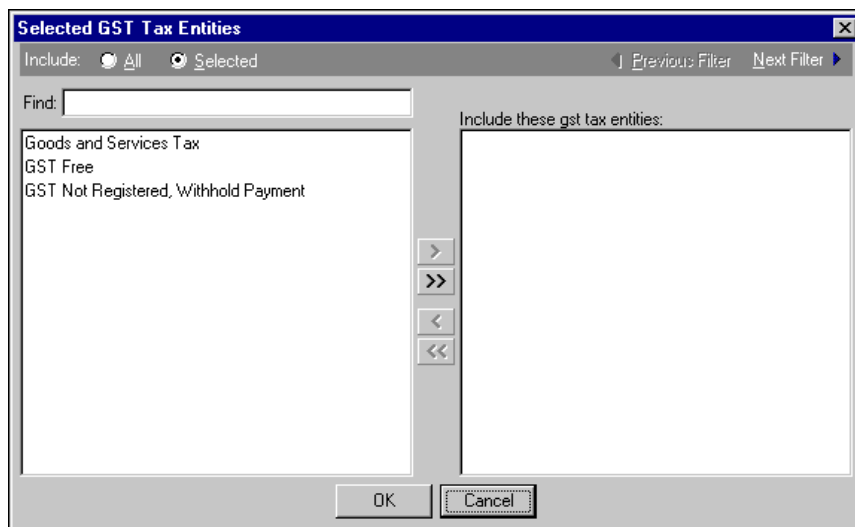 Selected GST Tax Entities
Include: All Selected Previous Filter Next Filter
Find:
Include these gst tax entities:
Goods and Services Tax
GST Free
GST Not Registered, Withhold Payment
>
>>
<
<<
OK Cancel